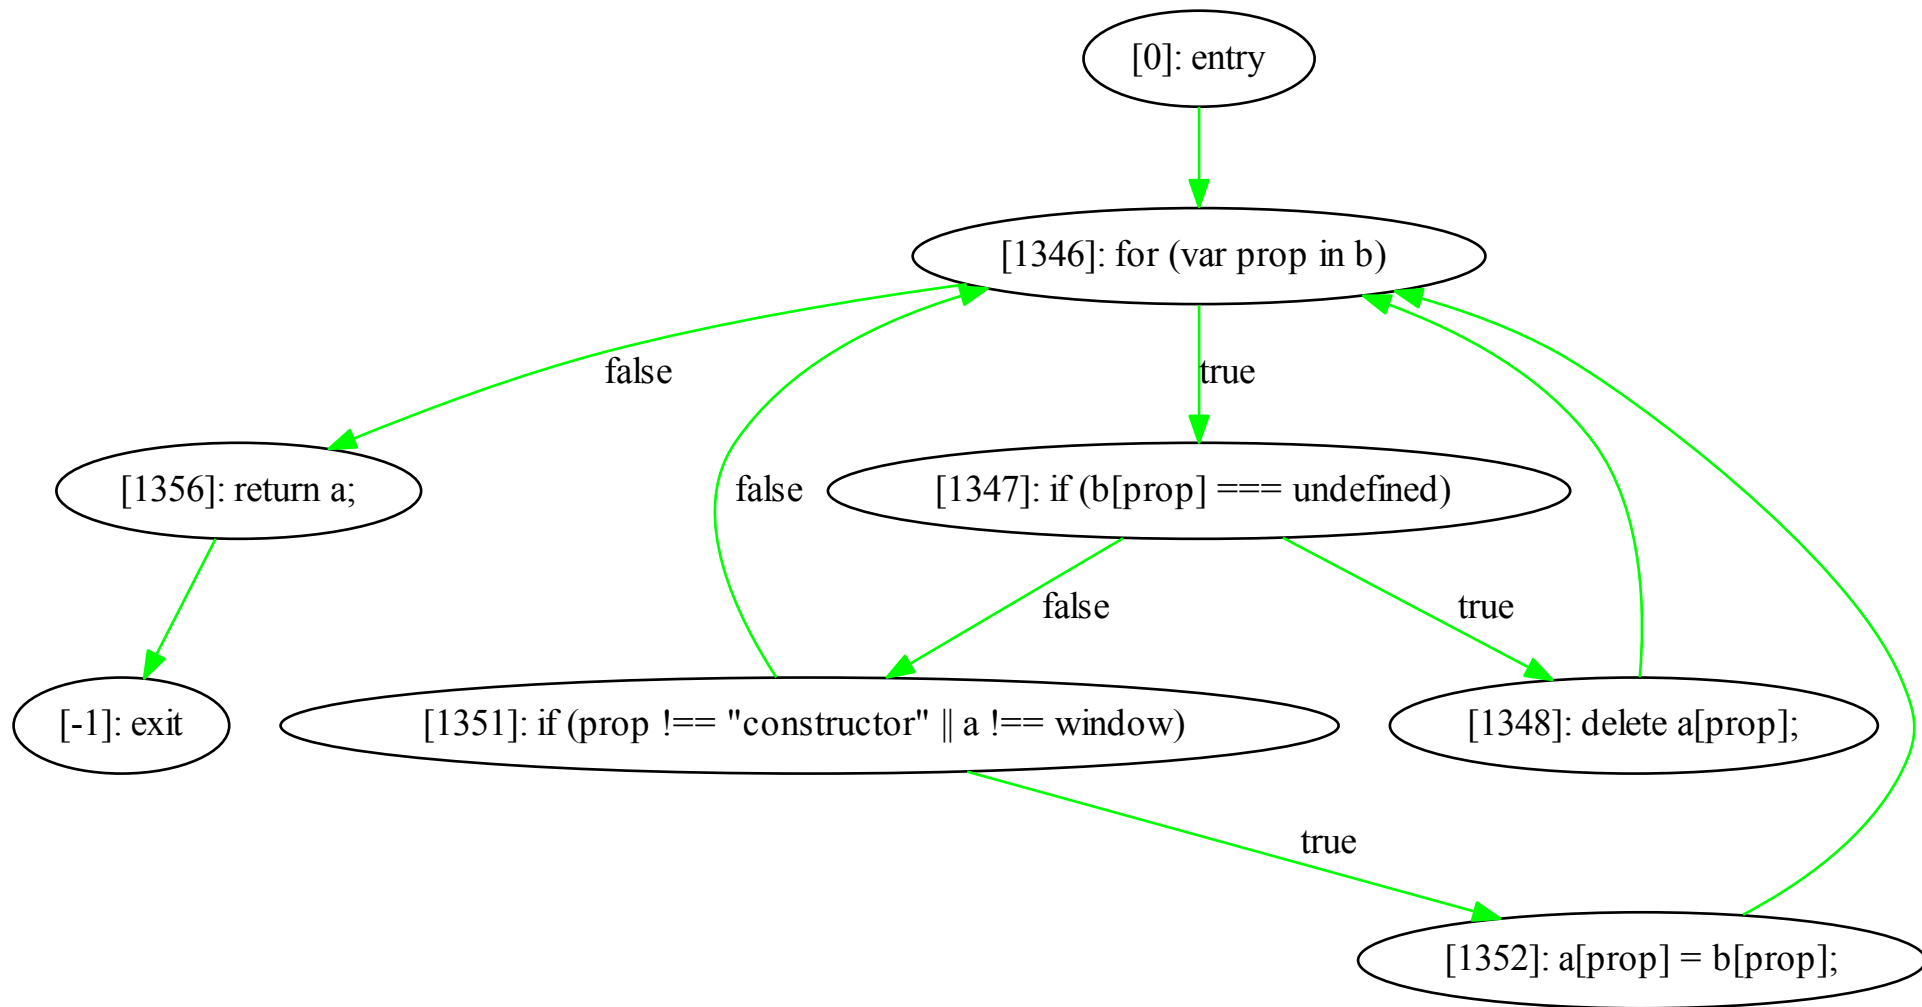 [0]: entry
[1346]: for (var prop in b)
false
true
[1356]: return a;
false
[1347]: if (b[prop] === undefined)
false
true
[-1]: exit
[1351]: if (prop !== "constructor" || a !== window)
[1348]: delete a[prop];
true
[1352]: a[prop] = b[prop];